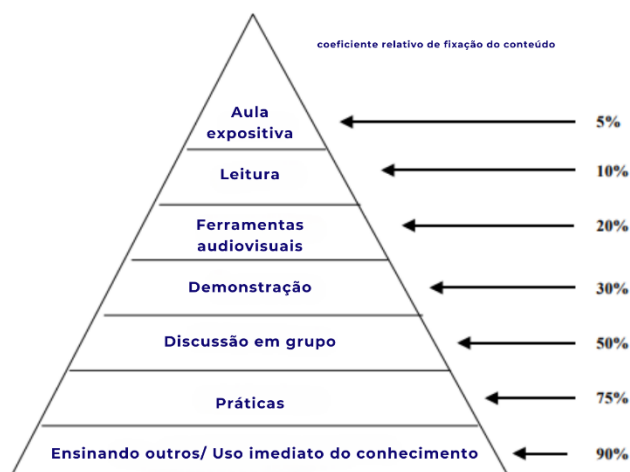 coeficiente relativo de fixação do conteúdo
Aula
expositiva
5%
Leitura
10%
Ferramentas
audiovisuais
20%
Demonstração
30%
Discussão em grupo
50%
Práticas
75%
Ensinando outros/ Uso imediato do conhecimento
90%